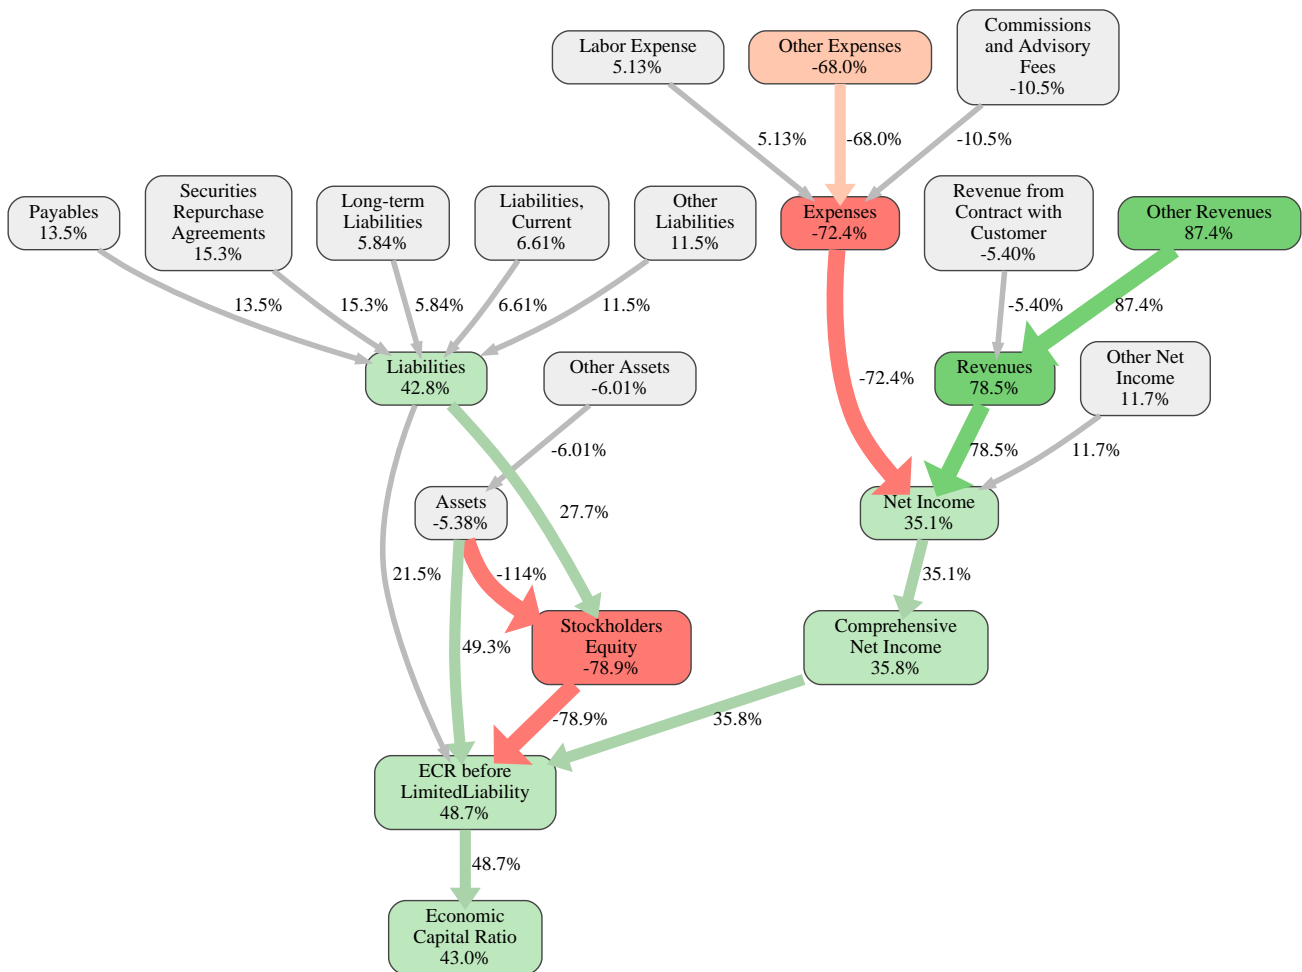 Commissions
and Advisory
Fees
-10.5%
Labor Expense
5.13%
Other Expenses
-68.0%
5.13%
-68.0%
-10.5%
Payables
13.5%
Securities
Repurchase
Agreements
15.3%
Long-term
Liabilities
5.84%
Liabilities,
Current
6.61%
Other
Liabilities
11.5%
Expenses
-72.4%
Revenue from
Contract with
Customer
-5.40%
Other Revenues
87.4%
13.5%
15.3%
5.84%
6.61%
11.5%
-5.40%
87.4%
Liabilities
42.8%
Other Assets
-6.01%
-72.4%
Revenues
78.5%
Other Net
Income
11.7%
-6.01%
78.5%
11.7%
Assets
-5.38%
27.7%
Net Income
35.1%
21.5%
-114%
35.1%
49.3%
Stockholders
Equity
-78.9%
Comprehensive
Net Income
35.8%
-78.9%
35.8%
ECR before
LimitedLiability
48.7%
48.7%
Economic
Capital Ratio
43.0%